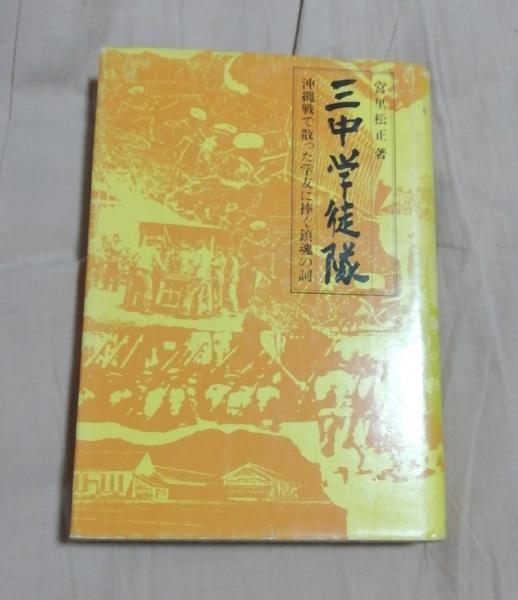 宮里松正著
三中学徒隊
沖縄戦で散った学友に捧ぐ鎮魂の詞